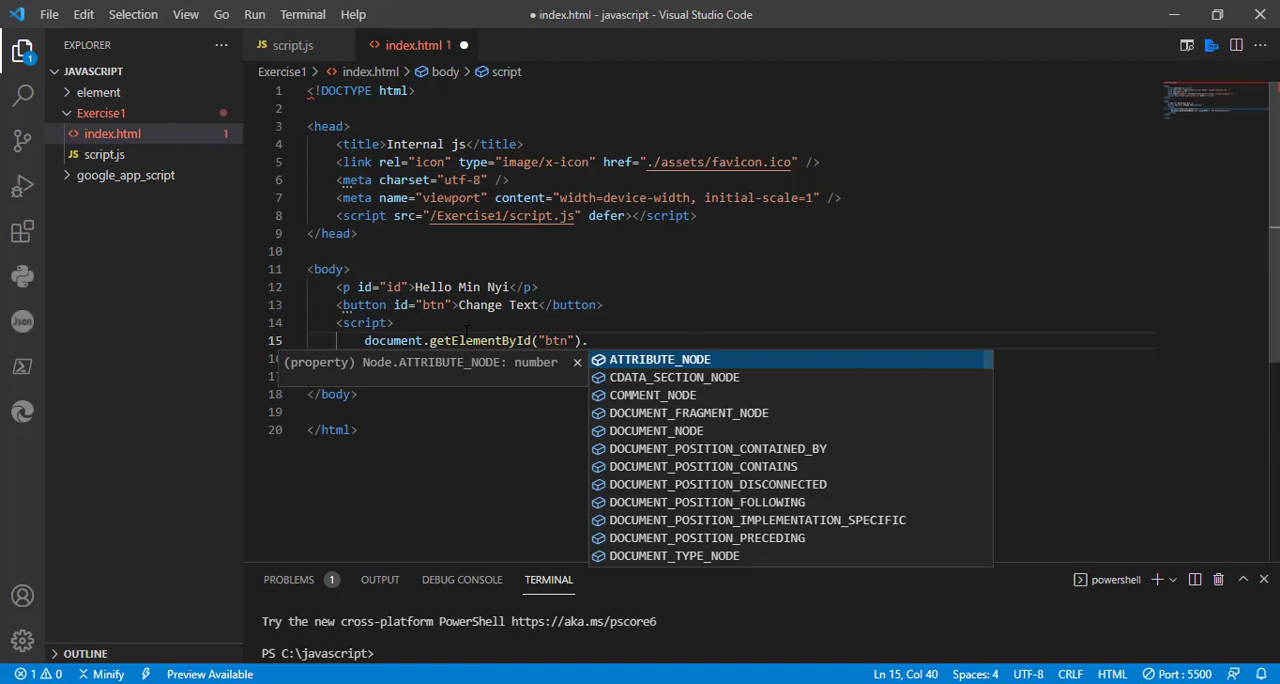 File Edit Selection View Go Run Terminal Help
● index.html - javascript - Visual Studio Code
EXPLORER
JS script.js
<> index.html 1 ●
JAVASCRIPT
element
Exercise1
<> index.html 1
JS script.js
google_app_script
Exercise1 > <> index.html > body > script
1 <!DOCTYPE html>
2
3 <head>
4 <title>Internal js</title>
5 <link rel="icon" type="image/x-icon" href="./assets/favicon.ico" />
6 <meta charset="utf-8" />
7 <meta name="viewport" content="width=device-width, initial-scale=1" />
8 <script src="/Exercise1/script.js" defer></script>
9 </head>
10
11 <body>
12 <p id="id">Hello Min Nyi</p>
13 <button id="btn">Change Text</button>
14 <script>
15 document.getElementById("btn").
(property) Node.ATTRIBUTE_NODE: number
ATTRIBUTE_NODE
CDATA_SECTION_NODE
COMMENT_NODE
DOCUMENT_FRAGMENT_NODE
DOCUMENT_NODE
DOCUMENT_POSITION_CONTAINED_BY
DOCUMENT_POSITION_CONTAINS
DOCUMENT_POSITION_DISCONNECTED
DOCUMENT_POSITION_FOLLOWING
DOCUMENT_POSITION_IMPLEMENTATION_SPECIFIC
DOCUMENT_POSITION_PRECEDING
DOCUMENT_TYPE_NODE
18 </body>
19
20 </html>
PROBLEMS 1 OUTPUT DEBUG CONSOLE TERMINAL
powershell
Try the new cross-platform PowerShell https://aka.ms/pscore6
PS C:\javascript>
OUTLINE
1 0 Minify Preview Available
Ln 15, Col 40 Spaces: 4 UTF-8 CRLF HTML Port : 5500
1
Json